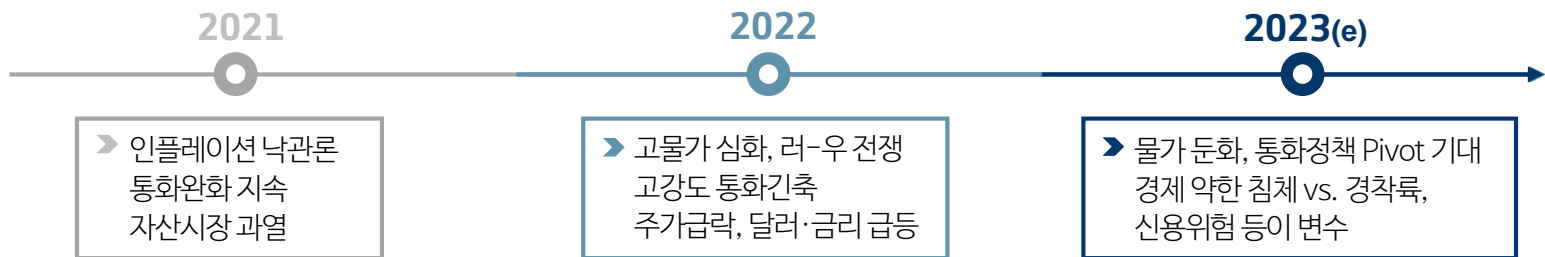 2021
2022
2023(e)
인플레이션 낙관론
통화완화 지속
자산시장 과열
고물가 심화, 러-우 전쟁
고강도 통화긴축
주가급락, 달러·금리 급등
물가 둔화, 통화정책 Pivot 기대
경제 약한 침체 vs. 경착륙,
신용위험 등이 변수